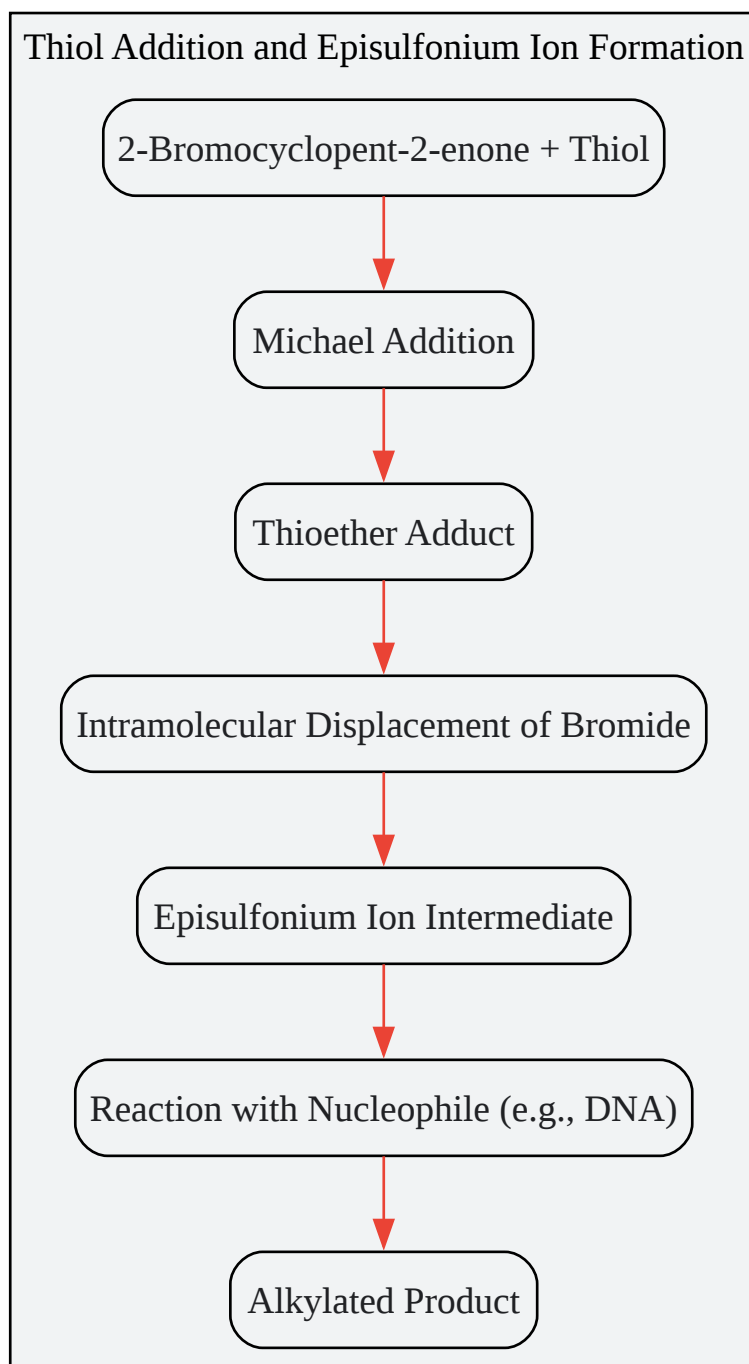 Thiol Addition and Episulfonium Ion Formation
2-Bromocyclopent-2-enone + Thiol
Michael Addition
Thioether Adduct
Intramolecular Displacement of Bromide
Episulfonium Ion Intermediate
Reaction with Nucleophile (e.g., DNA)
Alkylated Product